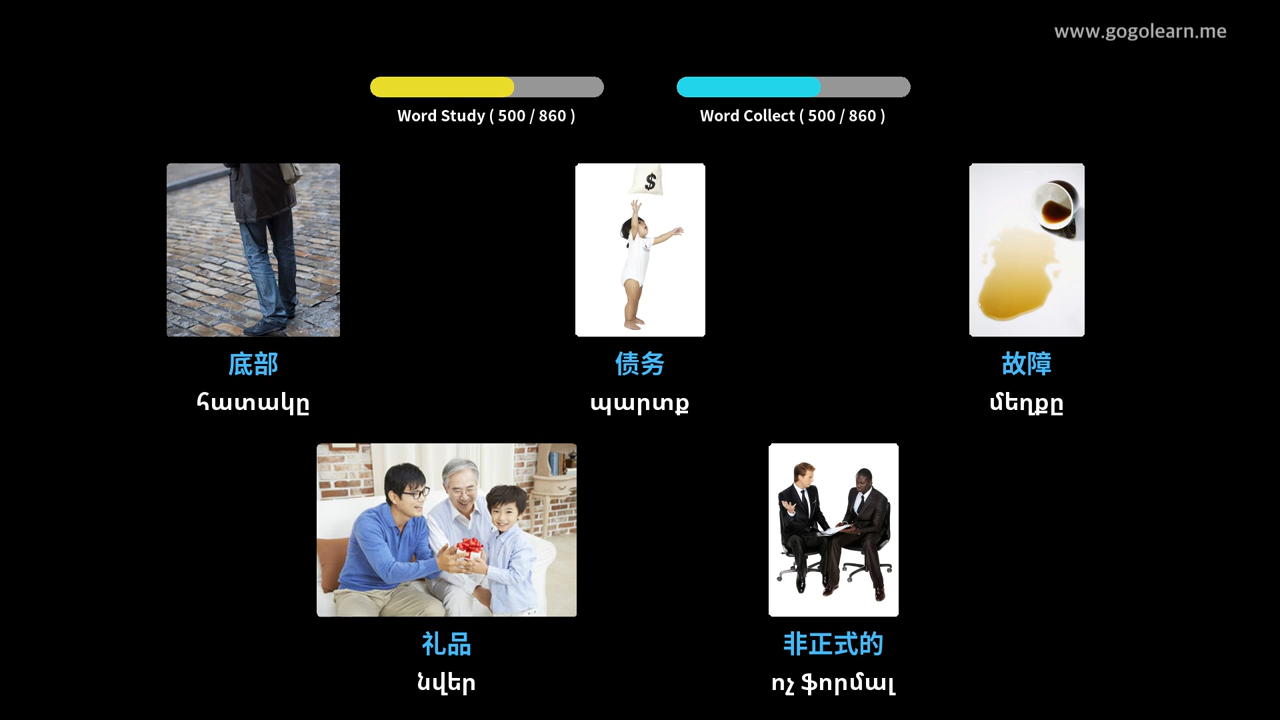 www.gogolearn.me
Word Study ( 500 / 860 )
Word Collect ( 500 / 860 )
$
底部
հատակը
债务
պարտք
故障
մեղքը
礼品
նվեր
非正式的
ոչ ֆորմալ